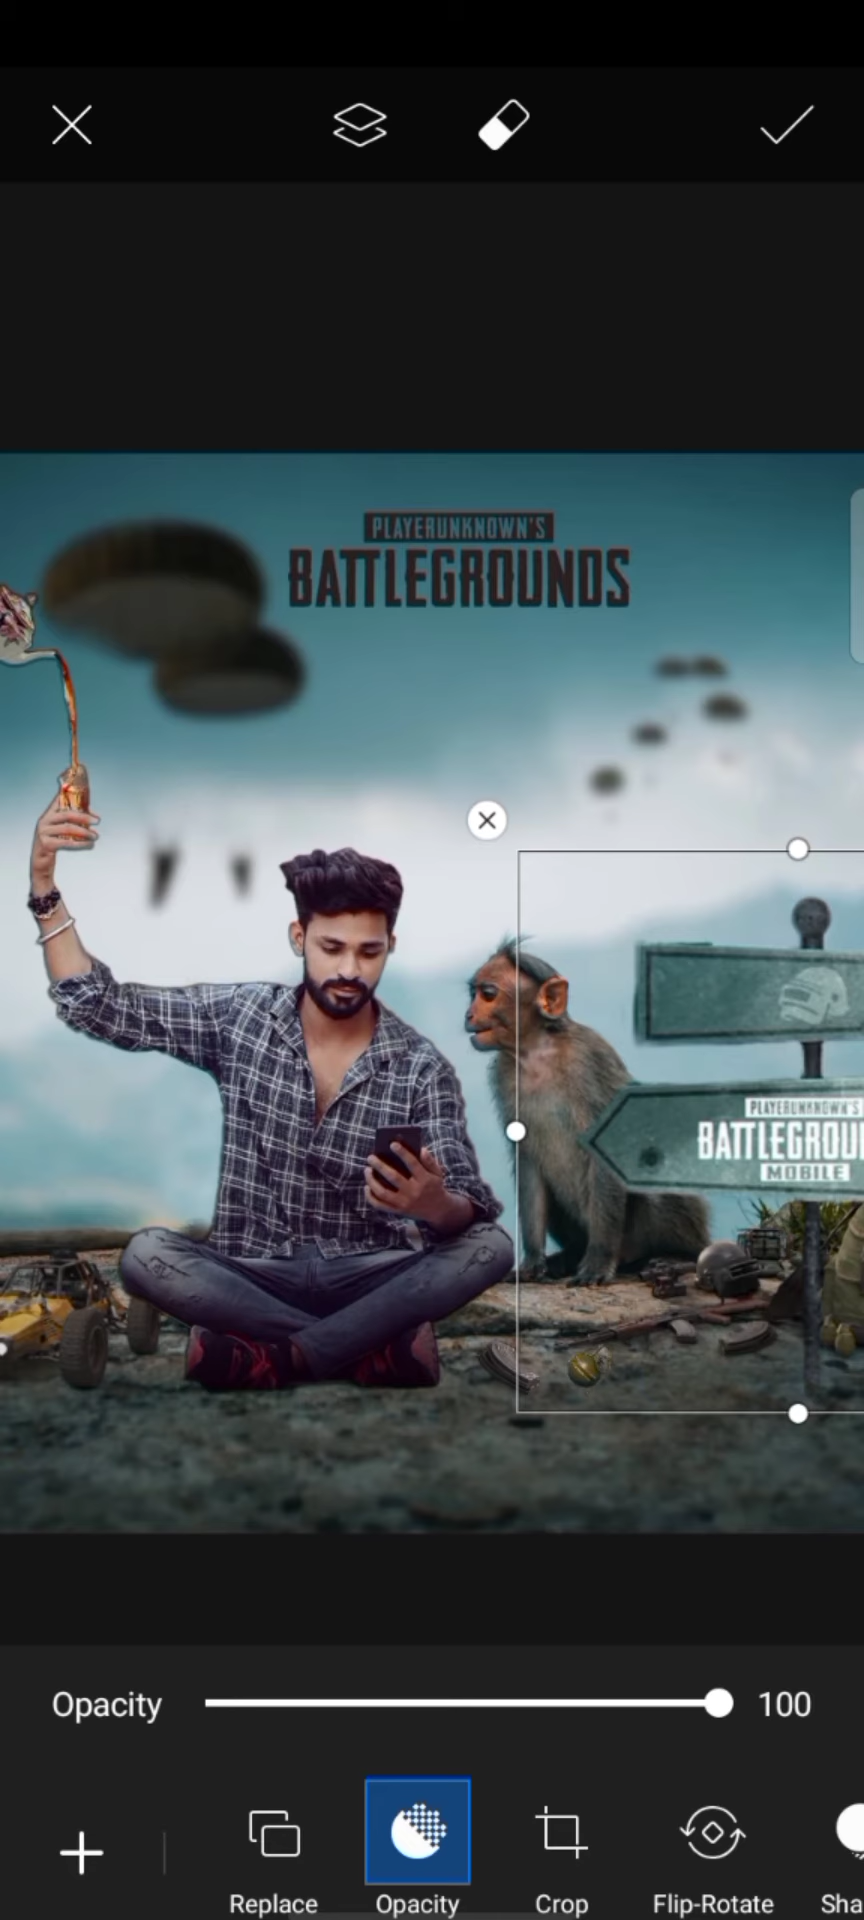 PLAYERUNKNOWN'S
BATTLEGROUNDS
PLAYERUNKNOWN'S
BATTLEGROU
MOBILE
Opacity 100
Replace Opacity Crop Flip-Rotate Sha